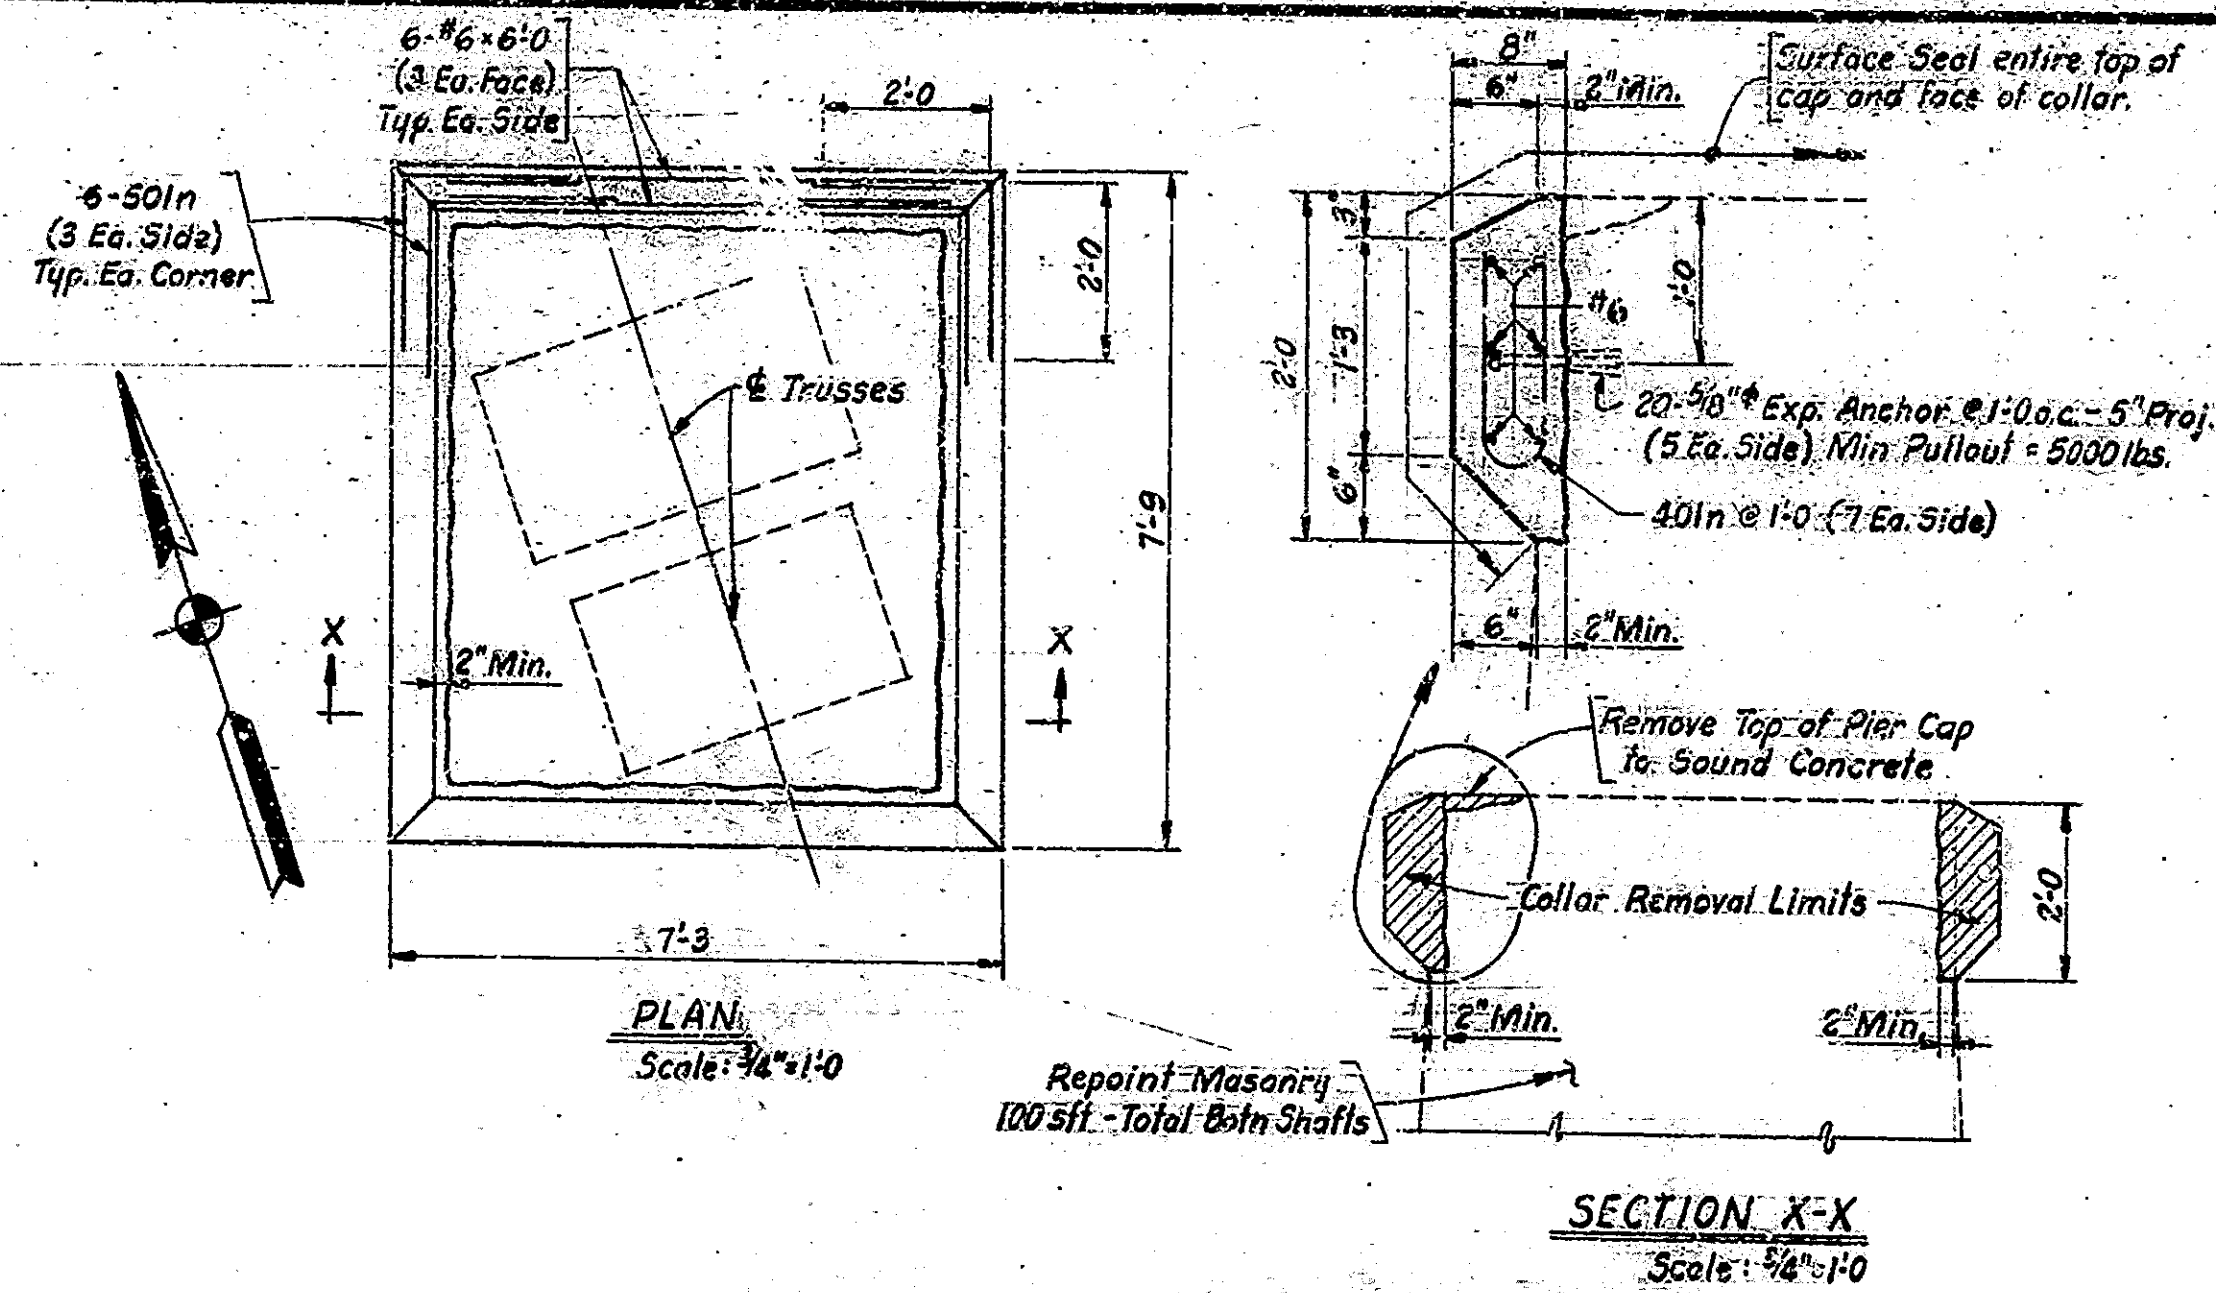 6-#6×6'-0
(3 Ea. Face)
Typ. Ea. Side
2'-0
6-501n
(3 Ea. Side)
Typ. Ea. Corner
2'-0
℄ Trusses
7'-9
X
X
2" Min.
7'-3
PLAN
Scale: 3/4"=1'-0
8"
6"
2" Min.
Surface Seal entire top of
cap and face of collar.
3"
2'-0
1'-3
6"
#6
1'-0
20-5/8"ϕ Exp. Anchor @ 1'-0 o.c. - 5" Proj.
(5 Ea. Side) Min Pullout = 5000 lbs.
401n @ 1'-0 (7 Ea. Side)
6"
2" Min.
Remove Top of Pier Cap
to Sound Concrete
Collar Removal Limits
2'-0
2" Min.
2" Min.
Repoint Masonry
100 sft - Total Both Shafts
SECTION X-X
Scale: 3/4"=1'-0